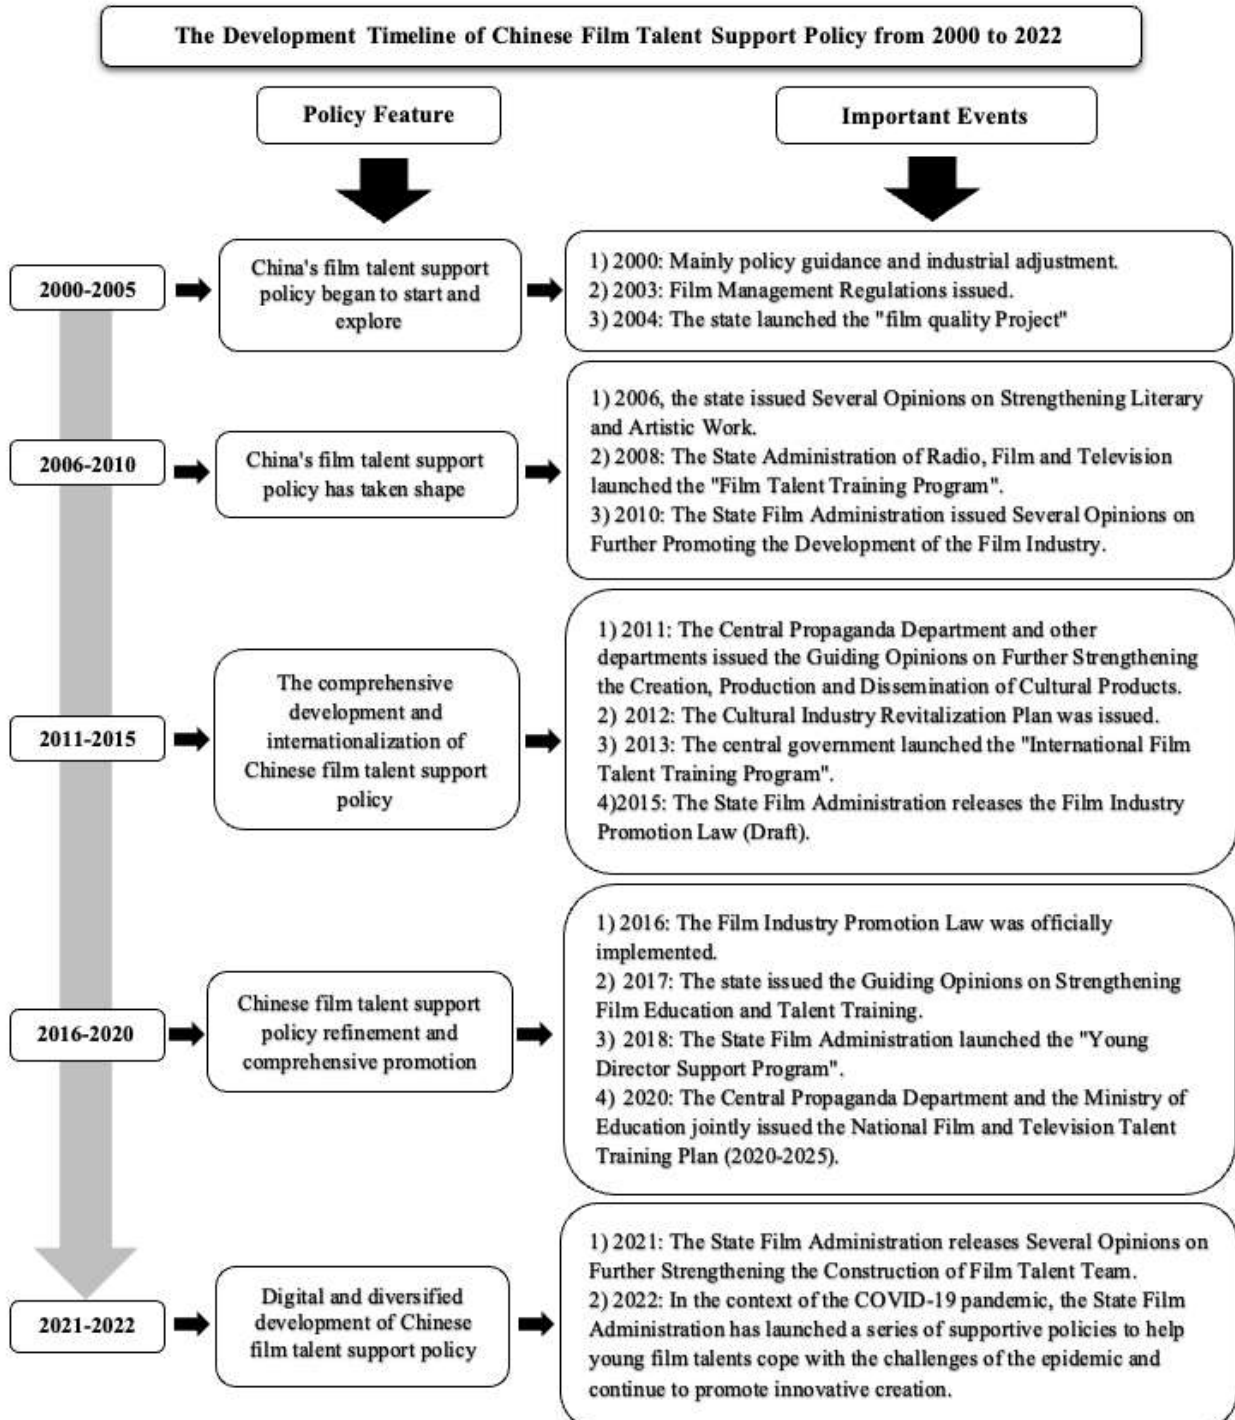 The Development Timeline of Chinese Film Talent Support Policy from 2000 to 2022
Policy Feature
Important Events
2000-2005
China's film talent support
policy began to start and
explore
1) 2000: Mainly policy guidance and industrial adjustment.
2) 2003: Film Management Regulations issued.
3) 2004: The state launched the "film quality Project"
2006-2010
China's film talent support
policy has taken shape
1) 2006, the state issued Several Opinions on Strengthening Literary
and Artistic Work.
2) 2008: The State Administration of Radio, Film and Television
launched the "Film Talent Training Program".
3) 2010: The State Film Administration issued Several Opinions on
Further Promoting the Development of the Film Industry.
2011-2015
The comprehensive
development and
internationalization of
Chinese film talent support
policy
1) 2011: The Central Propaganda Department and other
departments issued the Guiding Opinions on Further Strengthening
the Creation, Production and Dissemination of Cultural Products.
2) 2012: The Cultural Industry Revitalization Plan was issued.
3) 2013: The central government launched the "International Film
Talent Training Program".
4)2015: The State Film Administration releases the Film Industry
Promotion Law (Draft).
2016-2020
Chinese film talent support
policy refinement and
comprehensive promotion
1) 2016: The Film Industry Promotion Law was officially
implemented.
2) 2017: The state issued the Guiding Opinions on Strengthening
Film Education and Talent Training.
3) 2018: The State Film Administration launched the "Young
Director Support Program".
4) 2020: The Central Propaganda Department and the Ministry of
Education jointly issued the National Film and Television Talent
Training Plan (2020-2025).
2021-2022
Digital and diversified
development of Chinese
film talent support policy
1) 2021: The State Film Administration releases Several Opinions on
Further Strengthening the Construction of Film Talent Team.
2) 2022: In the context of the COVID-19 pandemic, the State Film
Administration has launched a series of supportive policies to help
young film talents cope with the challenges of the epidemic and
continue to promote innovative creation.